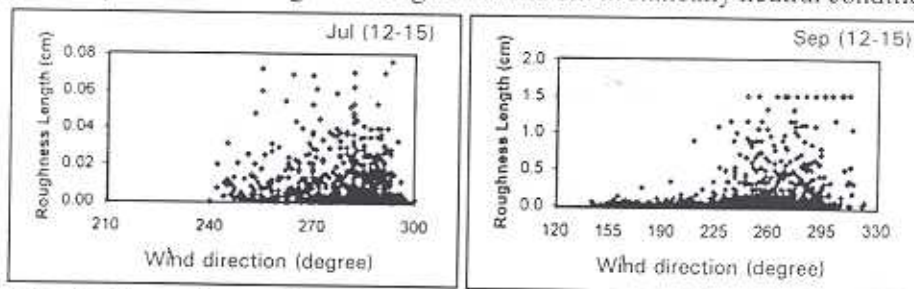 Jul (12-15)
Roughness Length (cm)
0.08
0.06
0.04
0.02
0.00
210 240 270 300
Wind direction (degree)
Sep (12-15)
Roughness Length (cm)
2.0
1.5
1.0
0.5
0.0
120 155 190 225 260 295 330
Wind direction (degree)